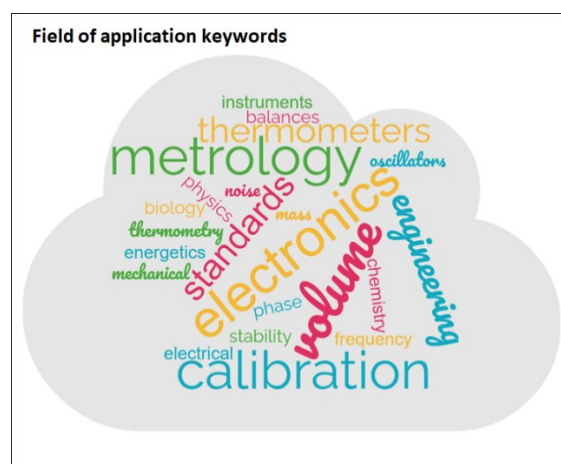 Field of application keywords
instruments
balances
thermometers
metrology
oscillators
physics
noise
biology
mass
standards
thermometry
electronics
engineering
energetics
mechanical
volume
chemistry
phase
stability
frequency
electrical
calibration